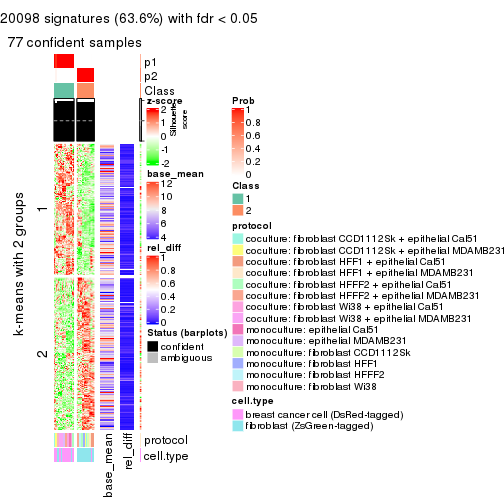 20098 signatures (63.6%) with fdr < 0.05
77 confident samples
p1
p2
Class
Silhouette score
k-means with 2 groups
1
2
protocol
cell.type
base_mean
rel_diff
z-score
2
1
0
-1
-2
base_mean
12
10
8
6
4
rel_diff
1
0.8
0.6
0.4
0.2
0
Status (barplots)
confident
ambiguous
Prob
1
0.8
0.6
0.4
0.2
0
Class
1
2
protocol
coculture: fibroblast CCD1112Sk + epithelial Cal51
coculture: fibroblast CCD1112Sk + epithelial MDAMB231
coculture: fibroblast HFF1 + epithelial Cal51
coculture: fibroblast HFF1 + epithelial MDAMB231
coculture: fibroblast HFFF2 + epithelial Cal51
coculture: fibroblast HFFF2 + epithelial MDAMB231
coculture: fibroblast Wi38 + epithelial Cal51
coculture: fibroblast Wi38 + epithelial MDAMB231
monoculture: epithelial Cal51
monoculture: epithelial MDAMB231
monoculture: fibroblast CCD1112Sk
monoculture: fibroblast HFF1
monoculture: fibroblast HFFF2
monoculture: fibroblast Wi38
cell.type
breast cancer cell (DsRed-tagged)
fibroblast (ZsGreen-tagged)